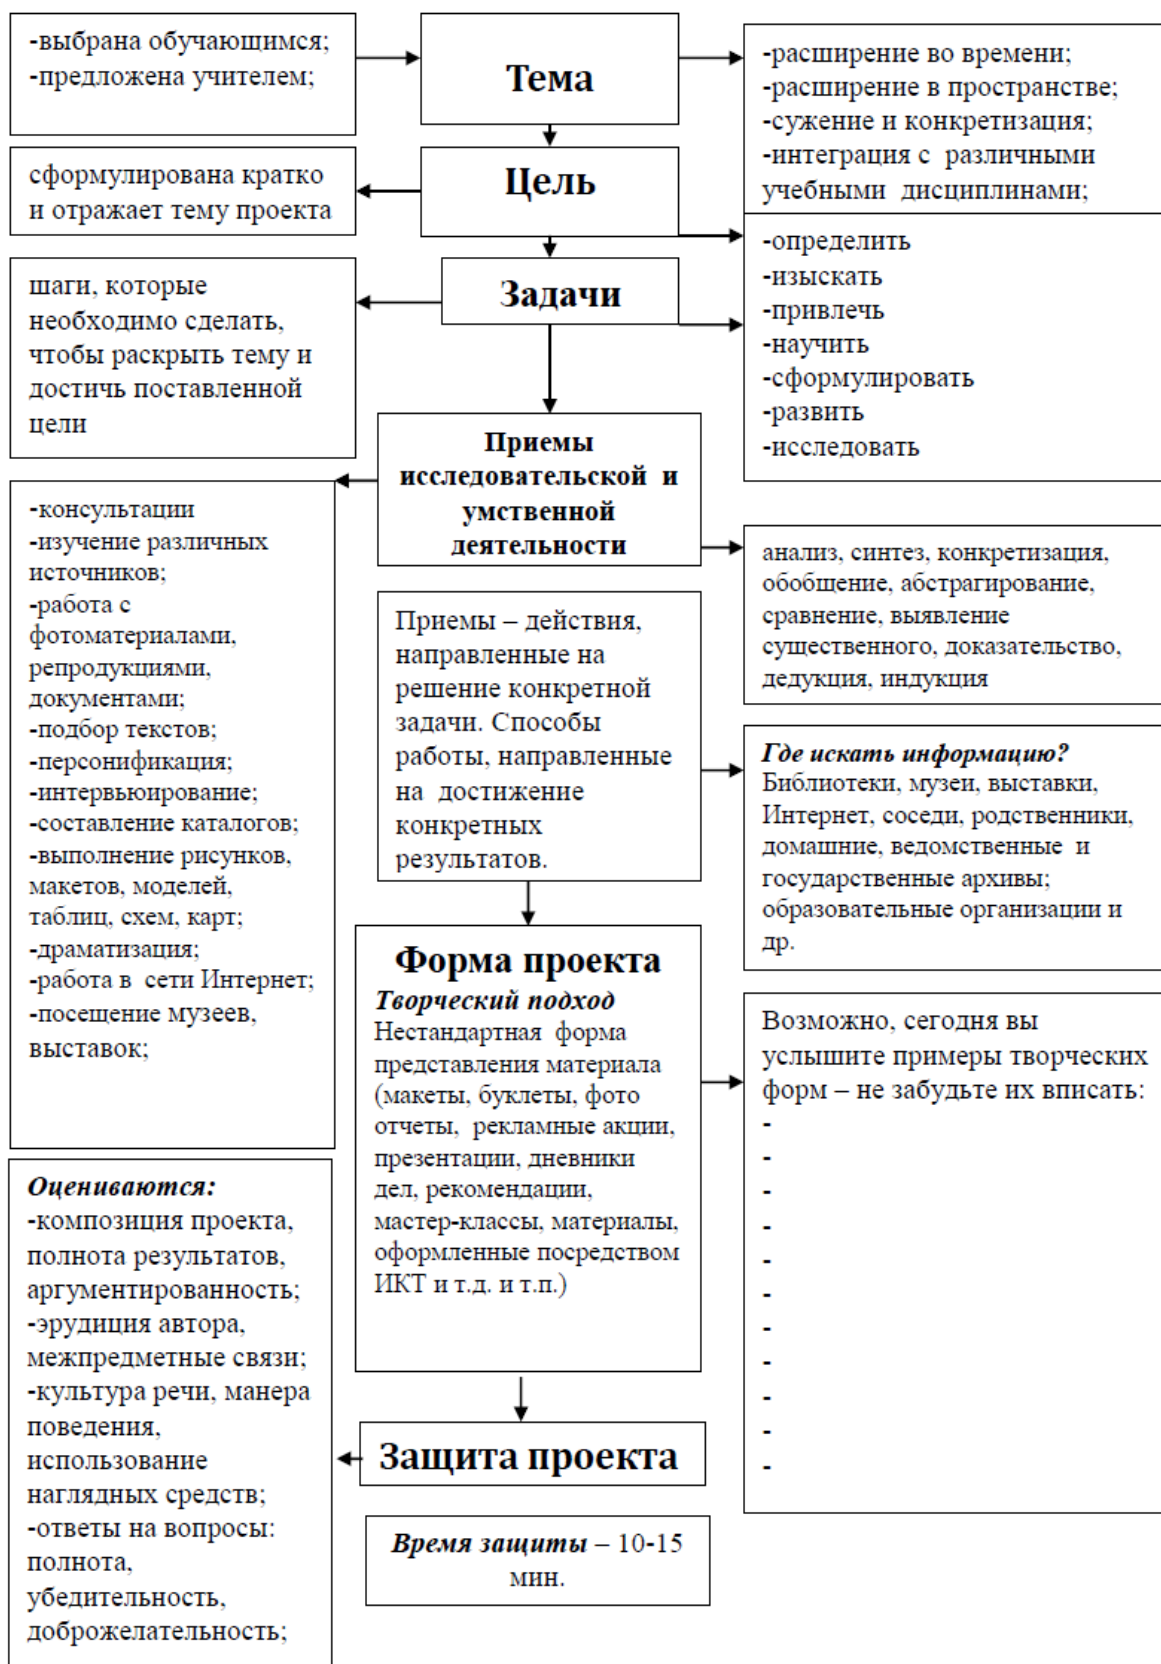 -выбрана обучающимся;
-предложена учителем;
Тема
-расширение во времени;
-расширение в пространстве;
-сужение и конкретизация;
-интеграция с различными
учебными дисциплинами;
сформулирована кратко
и отражает тему проекта
Цель
-определить
-изыскать
-привлечь
-научить
-сформулировать
-развить
-исследовать
шаги, которые
необходимо сделать,
чтобы раскрыть тему и
достичь поставленной
цели
Задачи
Приемы
исследовательской и
умственной
деятельности
-консультации
-изучение различных
источников;
-работа с
фотоматериалами,
репродукциями,
документами;
-подбор текстов;
-персонификация;
-интервьюирование;
-составление каталогов;
-выполнение рисунков,
макетов, моделей,
таблиц, схем, карт;
-драматизация;
-работа в сети Интернет;
-посещение музеев,
выставок;
анализ, синтез, конкретизация,
обобщение, абстрагирование,
сравнение, выявление
существенного, доказательство,
дедукция, индукция
Приемы – действия,
направленные на
решение конкретной
задачи. Способы
работы, направленные
на достижение
конкретных
результатов.
Где искать информацию?
Библиотеки, музеи, выставки,
Интернет, соседи, родственники,
домашние, ведомственные и
государственные архивы;
образовательные организации и
др.
Форма проекта
Творческий подход
Нестандартная форма
представления материала
(макеты, буклеты, фото
отчеты, рекламные акции,
презентации, дневники
дел, рекомендации,
мастер-классы, материалы,
оформленные посредством
ИКТ и т.д. и т.п.)
Возможно, сегодня вы
услышите примеры творческих
форм – не забудьте их вписать:
-
-
-
-
-
-
-
-
-
-
-
Оцениваются:
-композиция проекта,
полнота результатов,
аргументированность;
-эрудиция автора,
межпредметные связи;
-культура речи, манера
поведения,
использование
наглядных средств;
-ответы на вопросы:
полнота,
убедительность,
доброжелательность;
Защита проекта
Время защиты – 10-15
мин.